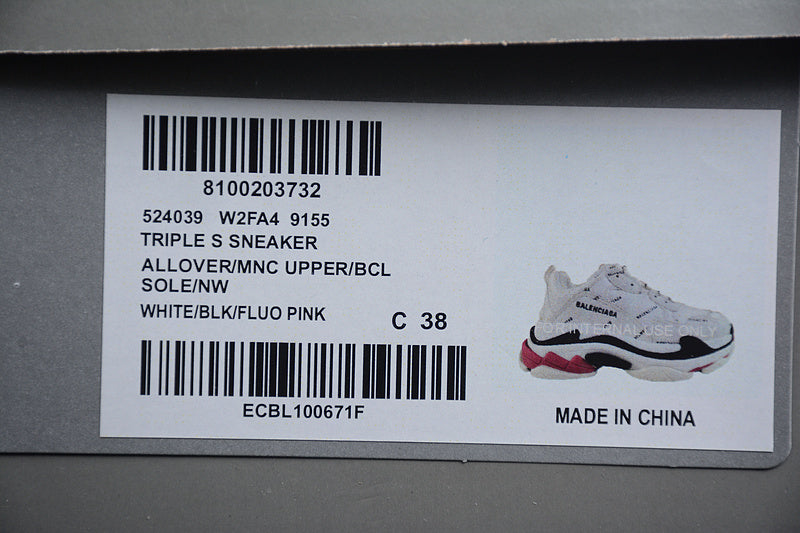 8100203732
524039 W2FA4 9155
TRIPLE S SNEAKER
ALLOVER/MNC UPPER/BCL
SOLE/NW
WHITE/BLK/FLUO PINK
C 38
ECBL100671F
BALENCIAGA
FOR INTERNAL USE ONLY
MADE IN CHINA